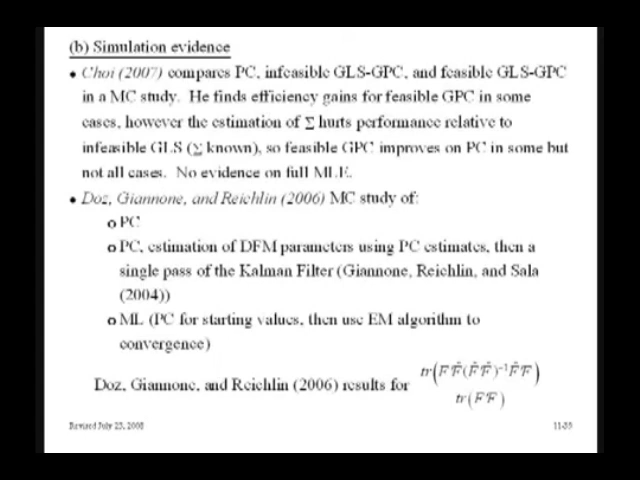 (b) Simulation evidence
• Choi (2007) compares PC, infeasible GLS-GPC, and feasible GLS-GPC
in a MC study. He finds efficiency gains for feasible GPC in some
cases, however the estimation of Σ hurts performance relative to
infeasible GLS (Σ known), so feasible GPC improves on PC in some but
not all cases. No evidence on full MLE.
• Doz, Giannone, and Reichlin (2006) MC study of:
o PC
o PC, estimation of DFM parameters using PC estimates, then a
single pass of the Kalman Filter (Giannone, Reichlin, and Sala
(2004))
o ML (PC for starting values, then use EM algorithm to
convergence)
Doz, Giannone, and Reichlin (2006) results for tr(F′F̂(F̂′F̂)⁻¹F̂′F)
tr(F′F)
Revised July 23, 2008 11-35